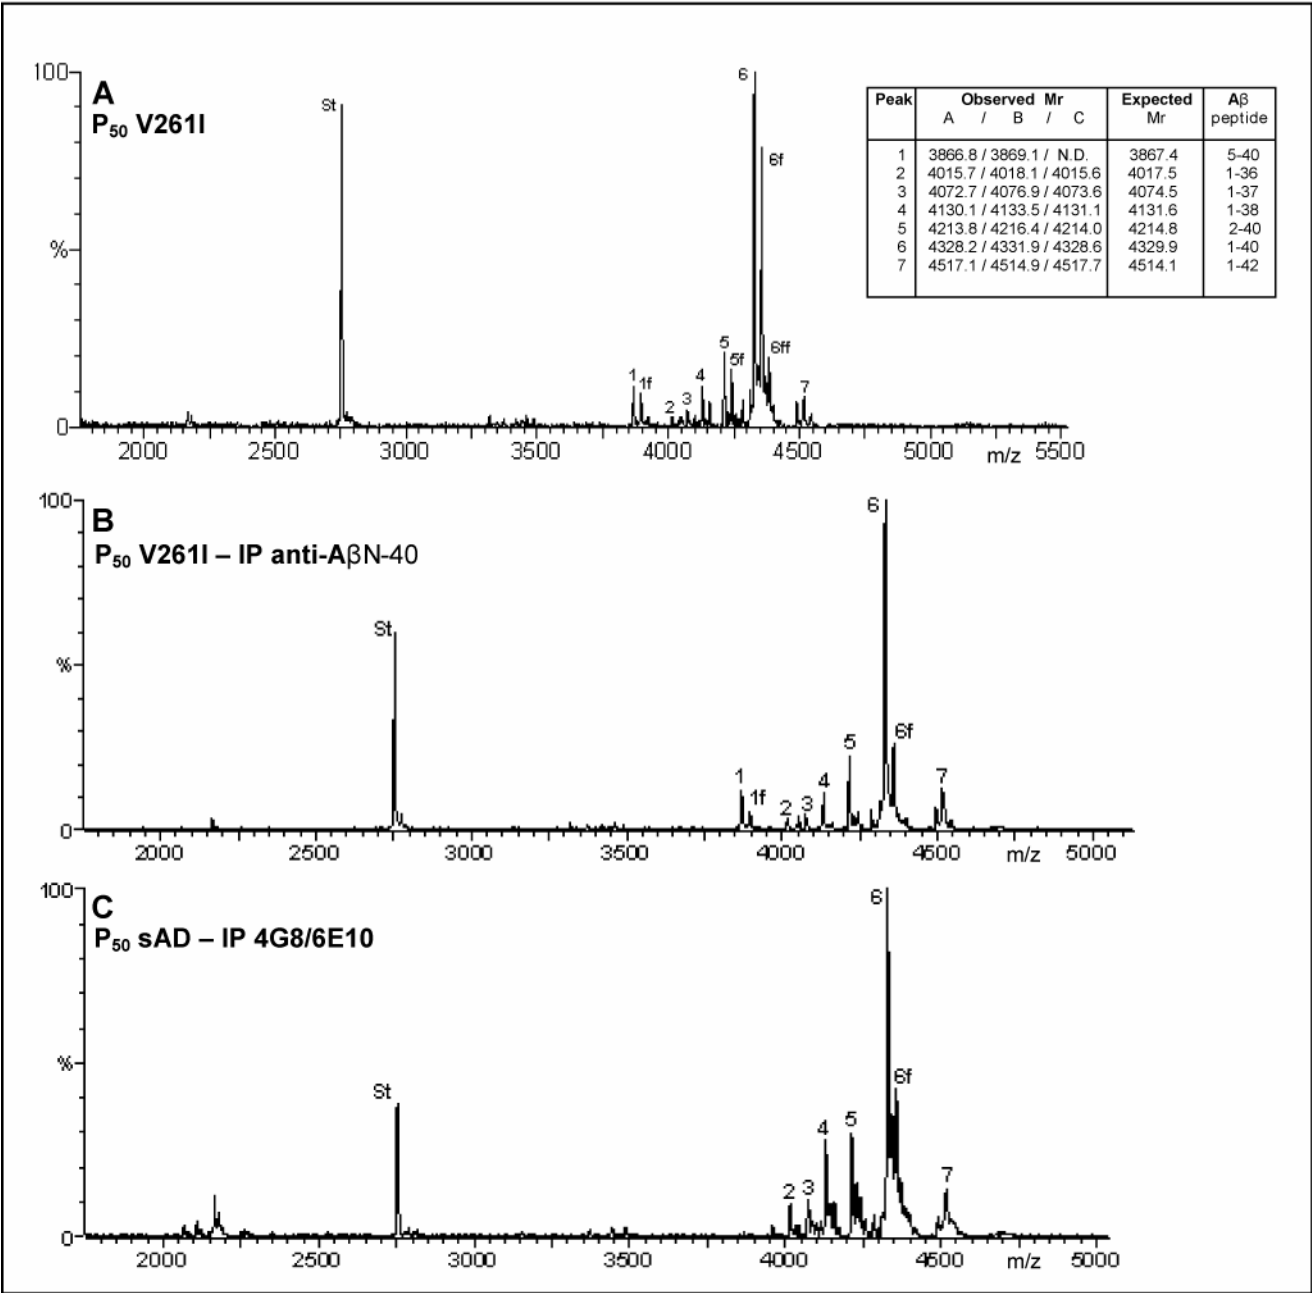 100
A
P50 V261I
St
6
6f
6ff
5
5f
4
1
1f
2
3
7
%
0
2000 2500 3000 3500 4000 4500 5000 m/z 5500
Peak Observed Mr Expected Aβ
A / B / C Mr peptide
1 3866.8 / 3869.1 / N.D. 3867.4 5-40
2 4015.7 / 4018.1 / 4015.6 4017.5 1-36
3 4072.7 / 4076.9 / 4073.6 4074.5 1-37
4 4130.1 / 4133.5 / 4131.1 4131.6 1-38
5 4213.8 / 4216.4 / 4214.0 4214.8 2-40
6 4328.2 / 4331.9 / 4328.6 4329.9 1-40
7 4517.1 / 4514.9 / 4517.7 4514.1 1-42
100
B
P50 V261I – IP anti-AβN-40
St
6
6f
5
7
1
1f
2
3
4
%
0
2000 2500 3000 3500 4000 4500 m/z 5000
100
C
P50 sAD – IP 4G8/6E10
St
6
6f
4
5
2
3
7
%
0
2000 2500 3000 3500 4000 4500 m/z 5000